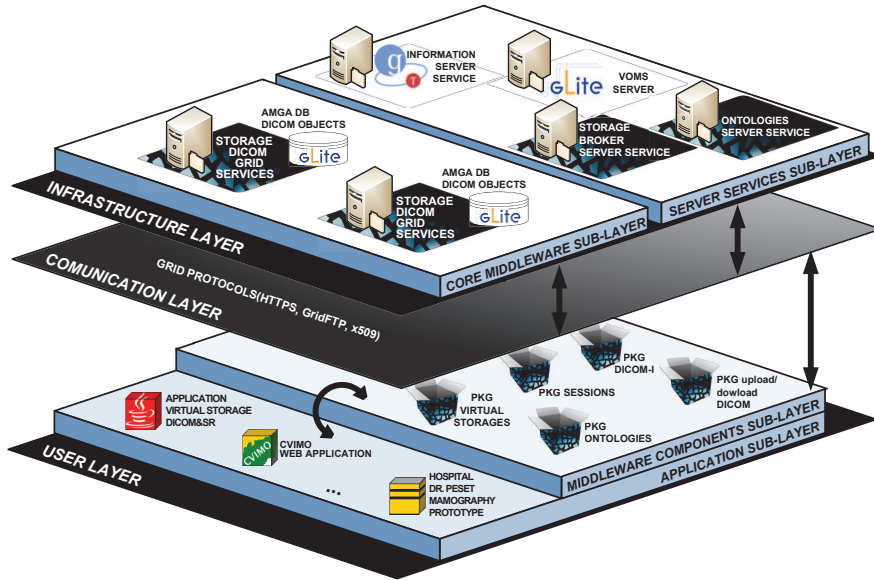 INFORMATION
SERVER
SERVICE
g
T
gLite
VOMS
SERVER
AMGA DB
DICOM OBJECTS
STORAGE
DICOM
GRID
SERVICES
gLite
STORAGE
BROKER
SERVER SERVICE
ONTOLOGIES
SERVER SERVICE
AMGA DB
DICOM OBJECTS
STORAGE
DICOM
GRID
SERVICES
gLite
INFRASTRUCTURE LAYER
CORE MIDDLEWARE SUB-LAYER
SERVER SERVICES SUB-LAYER
COMUNICATION LAYER
GRID PROTOCOLS(HTTPS, GridFTP, x509)
PKG
VIRTUAL
STORAGES
PKG SESSIONS
PKG
DICOM-I
PKG upload/
dowload
DICOM
PKG
ONTOLOGIES
APPLICATION
VIRTUAL STORAGE
DICOM&SR
CVIMO
CVIMO
WEB APPLICATION
...
HOSPITAL
DR. PESET
MAMOGRAPHY
PROTOTYPE
USER LAYER
MIDDLEWARE COMPONENTS SUB-LAYER
APPLICATION SUB-LAYER